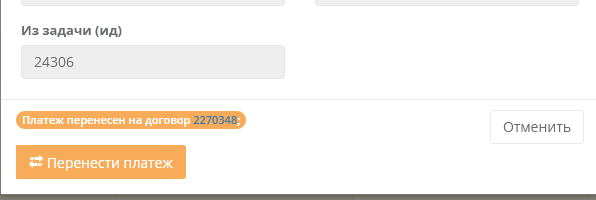 Из задачи (ид)
24306
Платеж перенесен на договор 2270348;
Отменить
Перенести платеж